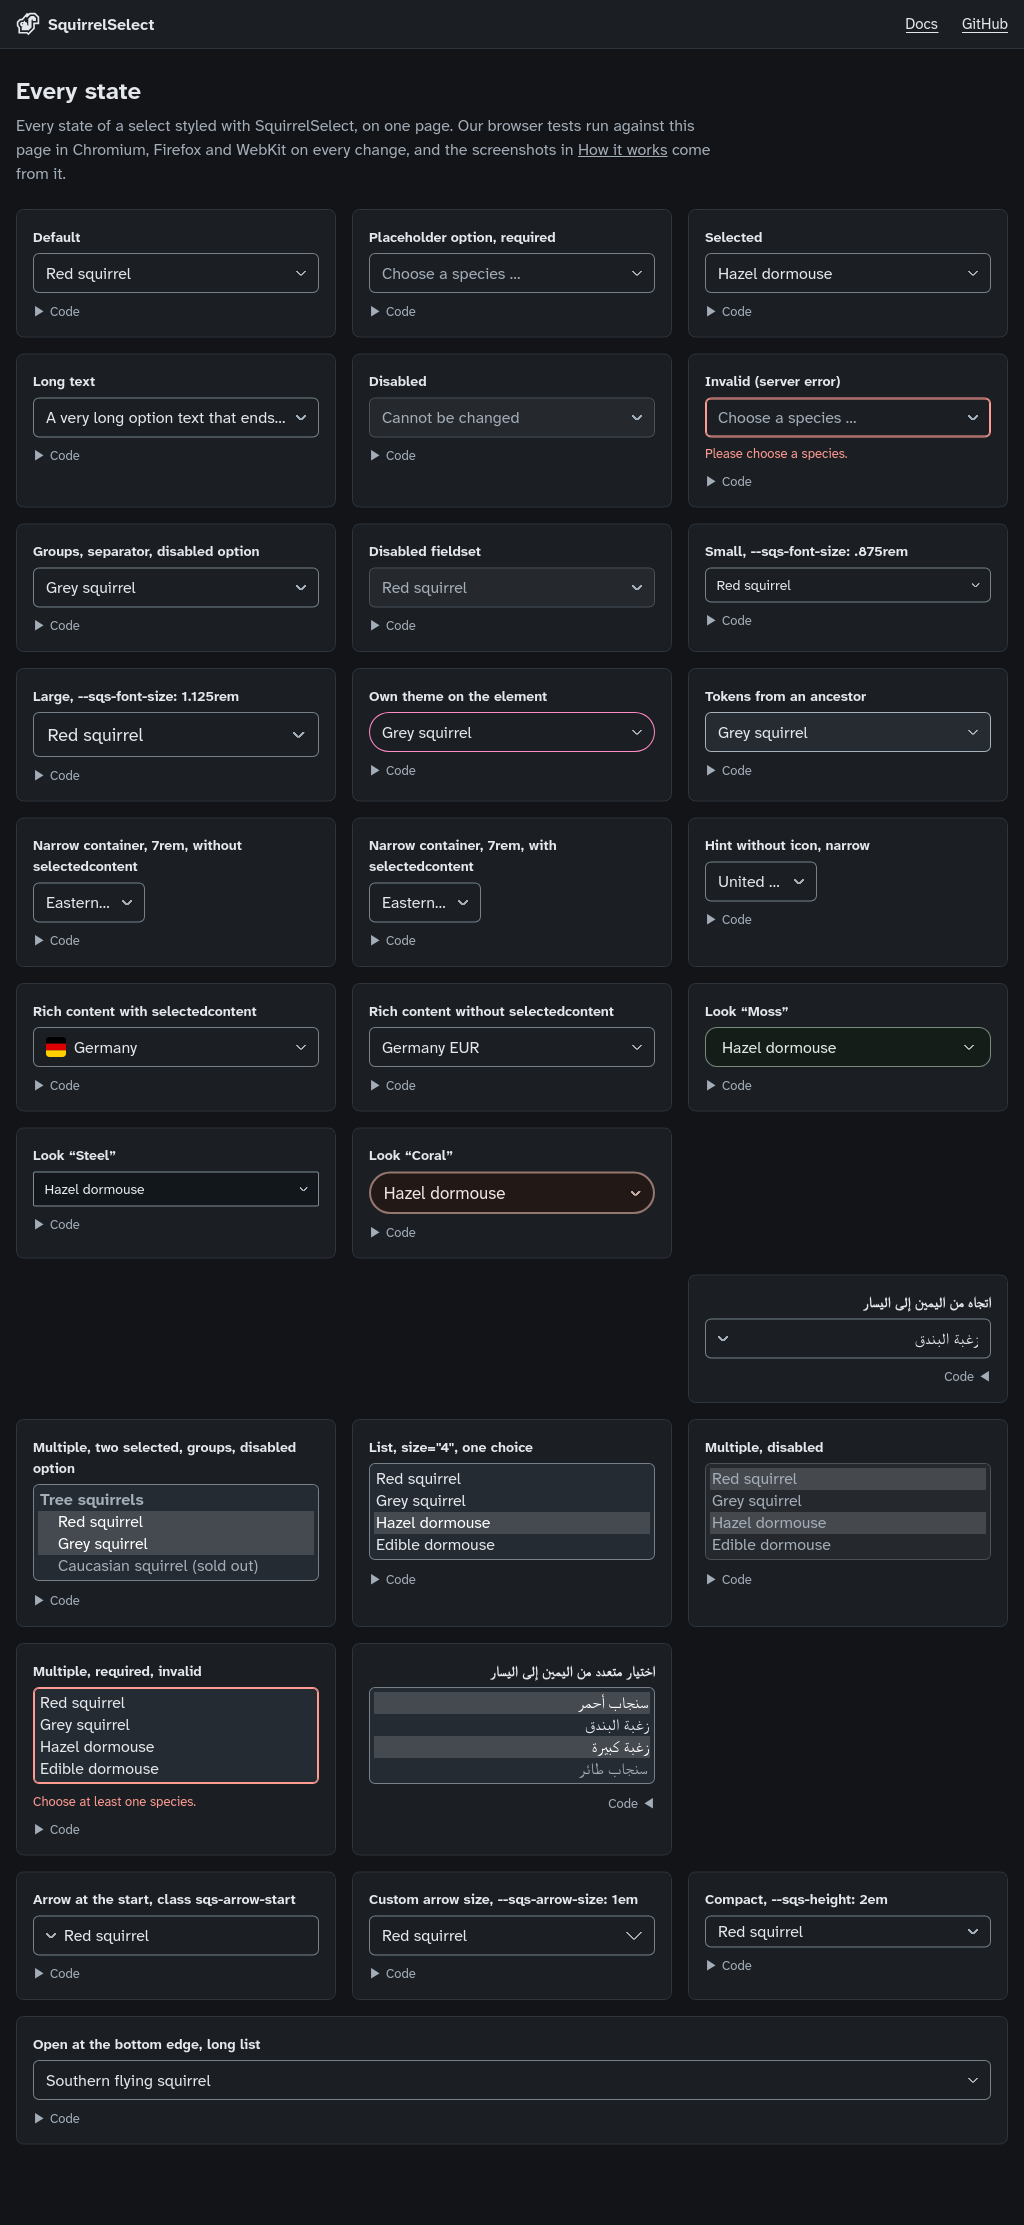 SquirrelSelect
Docs
GitHub
Every state
Every state of a select styled with SquirrelSelect, on one page. Our browser tests run against this
page in Chromium, Firefox and WebKit on every change, and the screenshots in How it works come
from it.
Default
Red squirrel
Code
Placeholder option, required
Choose a species ...
Code
Selected
Hazel dormouse
Code
Long text
A very long option text that ends...
Code
Disabled
Cannot be changed
Code
Invalid (server error)
Choose a species ...
Please choose a species.
Code
Groups, separator, disabled option
Grey squirrel
Code
Disabled fieldset
Red squirrel
Code
Small, --sqs-font-size: .875rem
Red squirrel
Code
Large, --sqs-font-size: 1.125rem
Red squirrel
Code
Own theme on the element
Grey squirrel
Code
Tokens from an ancestor
Grey squirrel
Code
Narrow container, 7rem, without
selectedcontent
Eastern...
Code
Narrow container, 7rem, with
selectedcontent
Eastern...
Code
Hint without icon, narrow
United ...
Code
Rich content with selectedcontent
Germany
Code
Rich content without selectedcontent
Germany EUR
Code
Look “Moss”
Hazel dormouse
Code
Look “Steel”
Hazel dormouse
Code
Look “Coral”
Hazel dormouse
Code
اتجاه من اليمين إلى اليسار
زغبة البندق
Code
Multiple, two selected, groups, disabled
option
Tree squirrels
Red squirrel
Grey squirrel
Caucasian squirrel (sold out)
Code
List, size="4", one choice
Red squirrel
Grey squirrel
Hazel dormouse
Edible dormouse
Code
Multiple, disabled
Red squirrel
Grey squirrel
Hazel dormouse
Edible dormouse
Code
Multiple, required, invalid
Red squirrel
Grey squirrel
Hazel dormouse
Edible dormouse
Choose at least one species.
Code
اختيار متعدد من اليمين إلى اليسار
سنجاب أحمر
زغبة البندق
زغبة كبيرة
سنجاب طائر
Code
Arrow at the start, class sqs-arrow-start
Red squirrel
Code
Custom arrow size, --sqs-arrow-size: 1em
Red squirrel
Code
Compact, --sqs-height: 2em
Red squirrel
Code
Open at the bottom edge, long list
Southern flying squirrel
Code